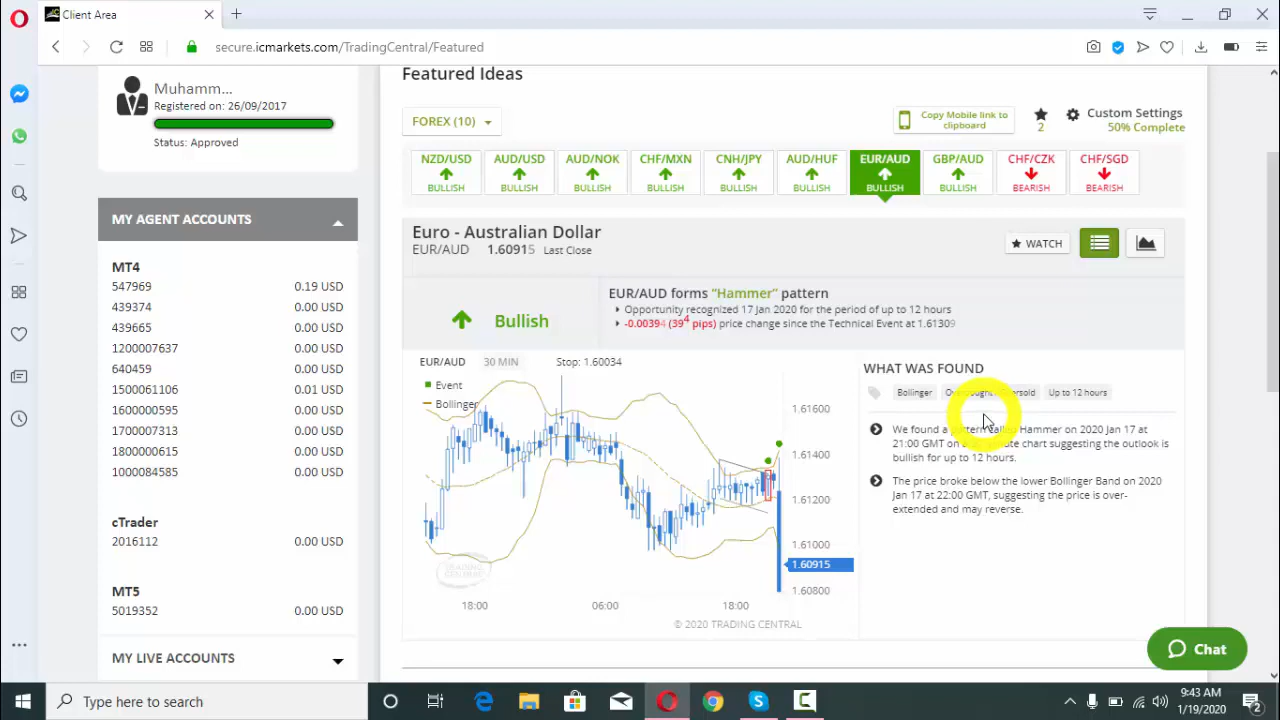 Client Area
secure.icmarkets.com/TradingCentral/Featured
Muhamm...
Registered on: 26/09/2017
Status: Approved
MY AGENT ACCOUNTS
MT4
547969 0.19 USD
439374 0.00 USD
439665 0.00 USD
1200007637 0.00 USD
640459 0.00 USD
1500061106 0.01 USD
1600000595 0.00 USD
1700007313 0.00 USD
1800000615 0.00 USD
1000084585 0.00 USD
cTrader
2016112 0.00 USD
MT5
5019352 0.00 USD
MY LIVE ACCOUNTS
Featured Ideas
FOREX (10)
Copy Mobile link to
clipboard
2
Custom Settings
50% Complete
NZD/USD AUD/USD AUD/NOK CHF/MXN CNH/JPY AUD/HUF EUR/AUD GBP/AUD CHF/CZK CHF/SGD
BULLISH BULLISH BULLISH BULLISH BULLISH BULLISH BULLISH BULLISH BEARISH BEARISH
Euro - Australian Dollar
EUR/AUD 1.60915 Last Close
WATCH
Bullish
EUR/AUD forms “Hammer” pattern
Opportunity recognized 17 Jan 2020 for the period of up to 12 hours
-0.00394 (39⁴ pips) price change since the Technical Event at 1.61309
EUR/AUD 30 MIN Stop: 1.60034
Event
Bollinger
1.61600
1.61400
1.61200
1.61000
1.60915
1.60800
18:00 06:00 18:00
TRADING
© 2020 TRADING CENTRAL
WHAT WAS FOUND
Bollinger
Up to 12 hours
We found a pattern called Hammer on 2020 Jan 17 at
21:00 GMT on minute chart suggesting the outlook is
bullish for up to 12 hours.
The price broke below the lower Bollinger Band on 2020
Jan 17 at 22:00 GMT, suggesting the price is over-
extended and may reverse.
Chat
Type here to search
9:43 AM
1/19/2020
2